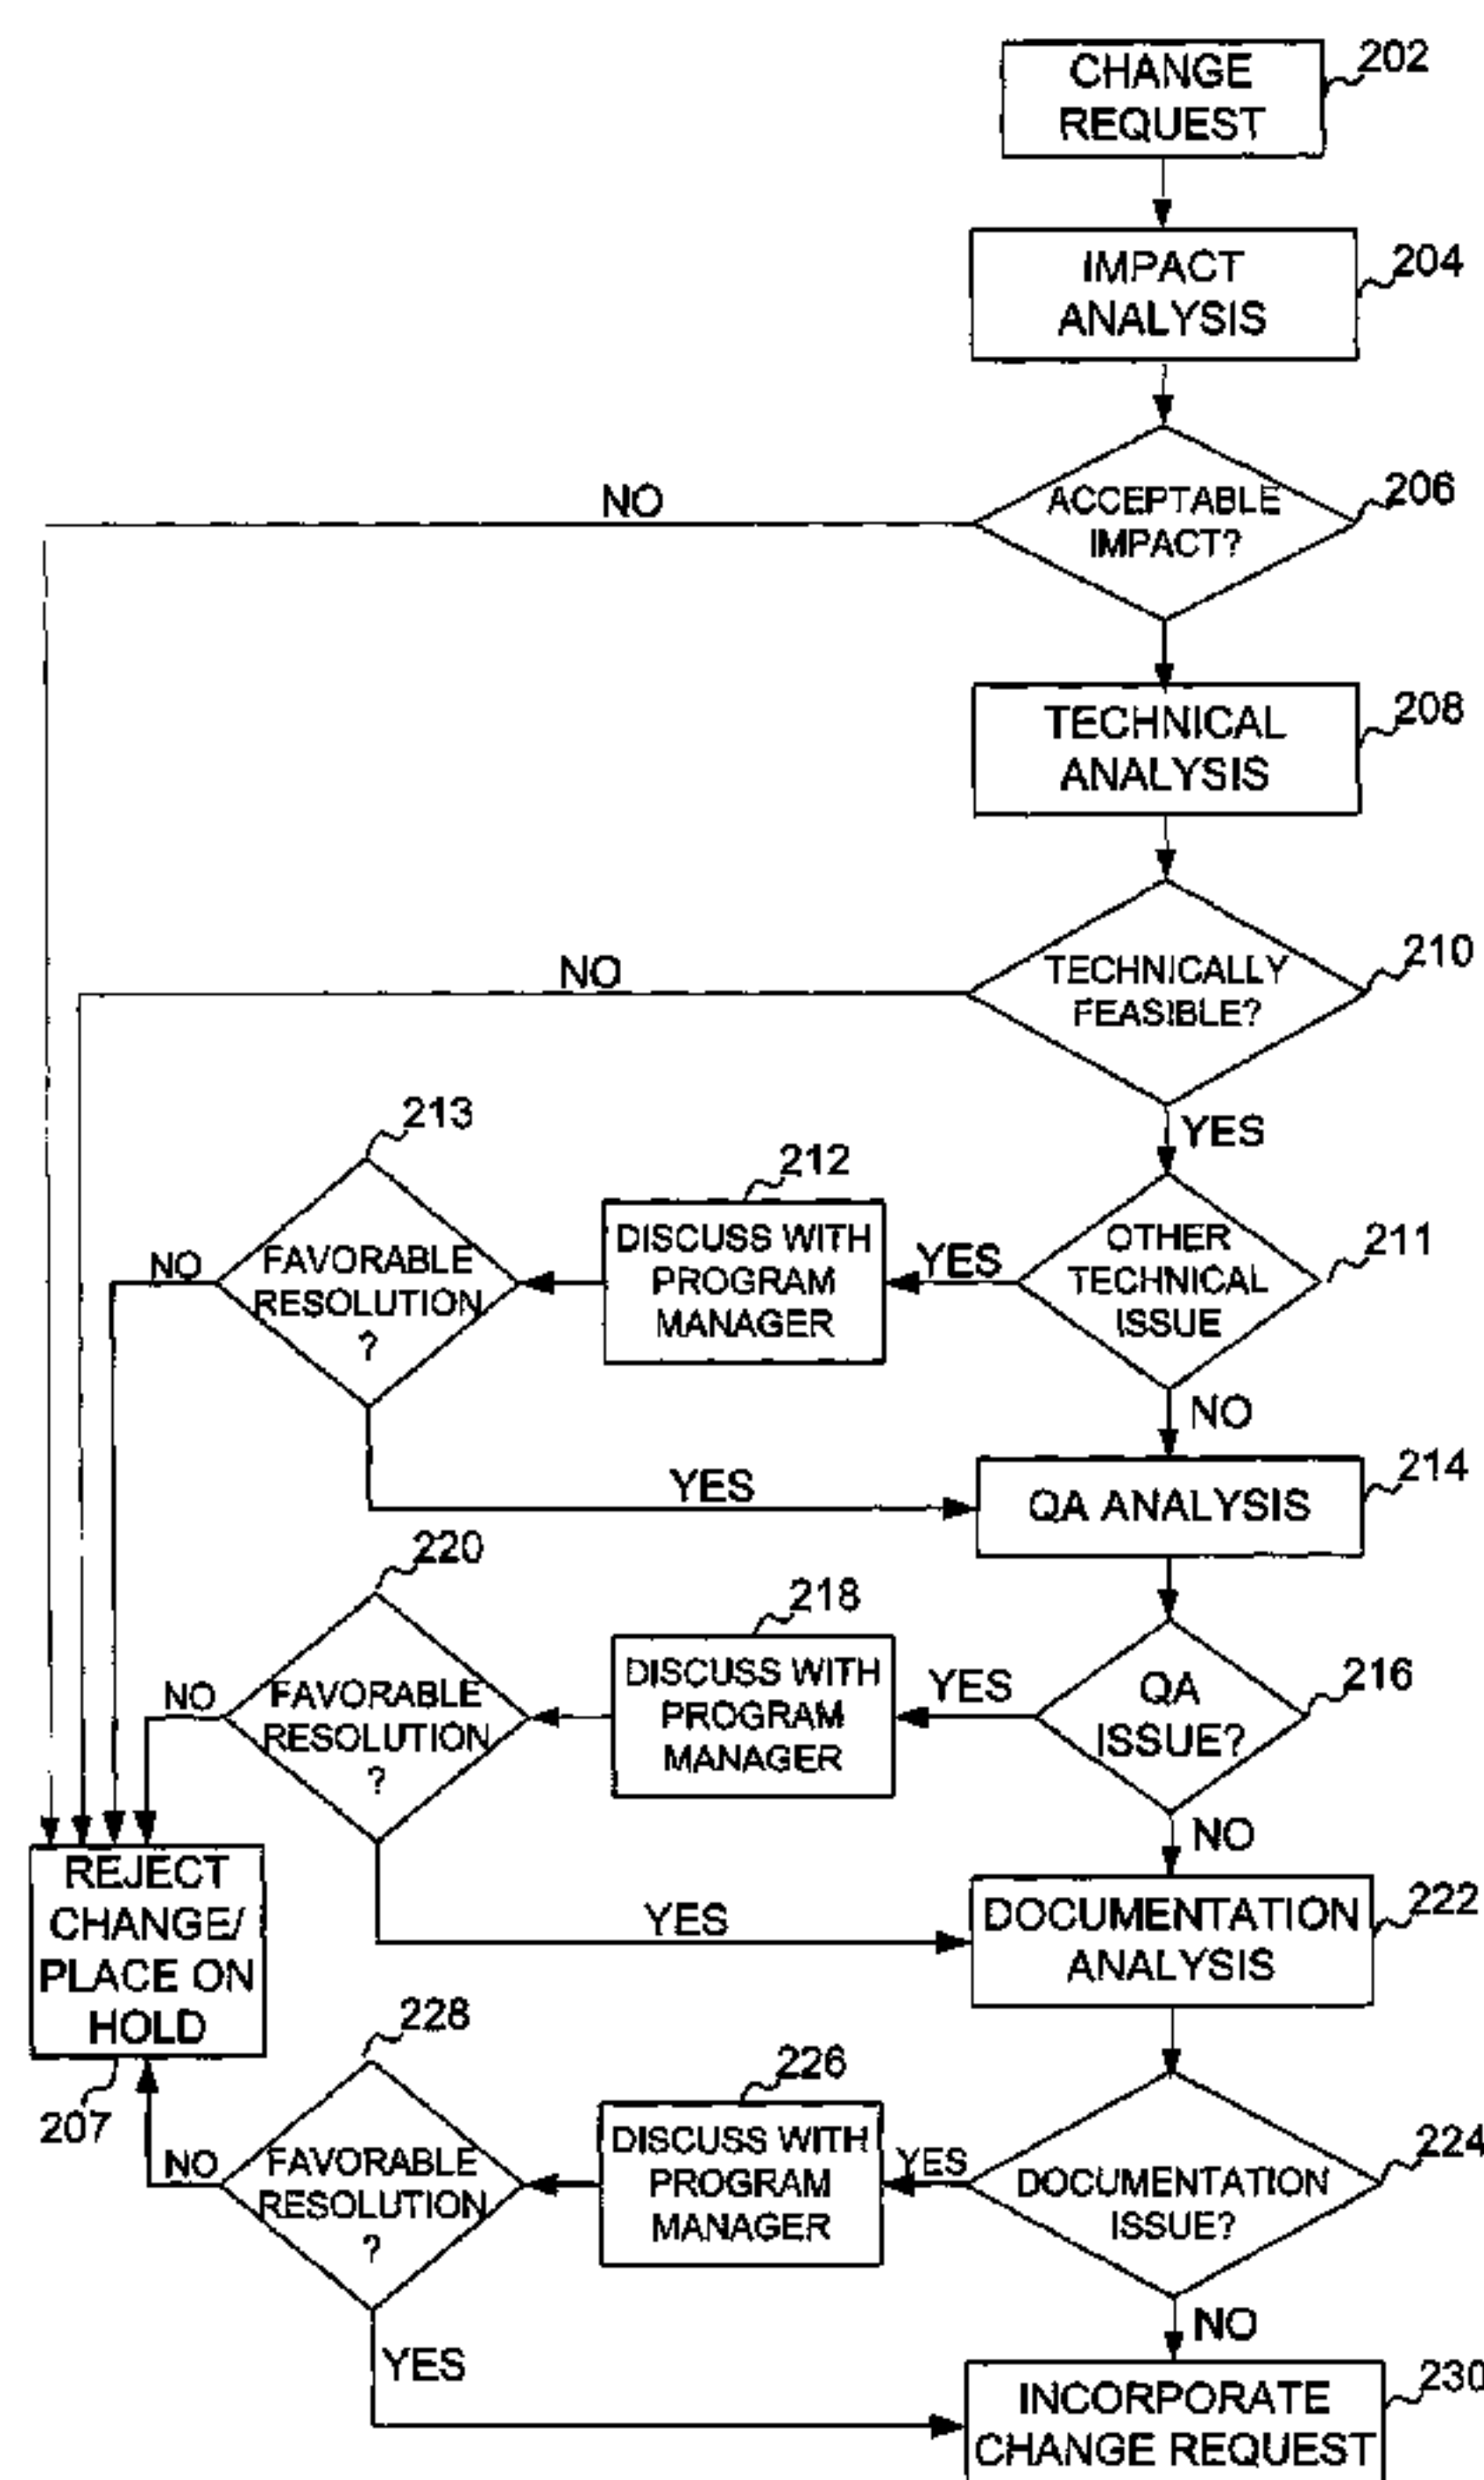 CHANGE
REQUEST
202
IMPACT
ANALYSIS
204
NO
ACCEPTABLE
IMPACT?
206
TECHNICAL
ANALYSIS
208
NO
TECHNICALLY
FEASIBLE?
210
YES
213
FAVORABLE
RESOLUTION
?
NO
212
DISCUSS WITH
PROGRAM
MANAGER
YES
OTHER
TECHNICAL
ISSUE
211
NO
YES
QA ANALYSIS
214
220
FAVORABLE
RESOLUTION
?
NO
218
DISCUSS WITH
PROGRAM
MANAGER
YES
QA
ISSUE?
216
NO
REJECT
CHANGE/
PLACE ON
HOLD
207
YES
DOCUMENTATION
ANALYSIS
222
228
FAVORABLE
RESOLUTION
?
NO
226
DISCUSS WITH
PROGRAM
MANAGER
YES
DOCUMENTATION
ISSUE?
224
NO
YES
INCORPORATE
CHANGE REQUEST
230